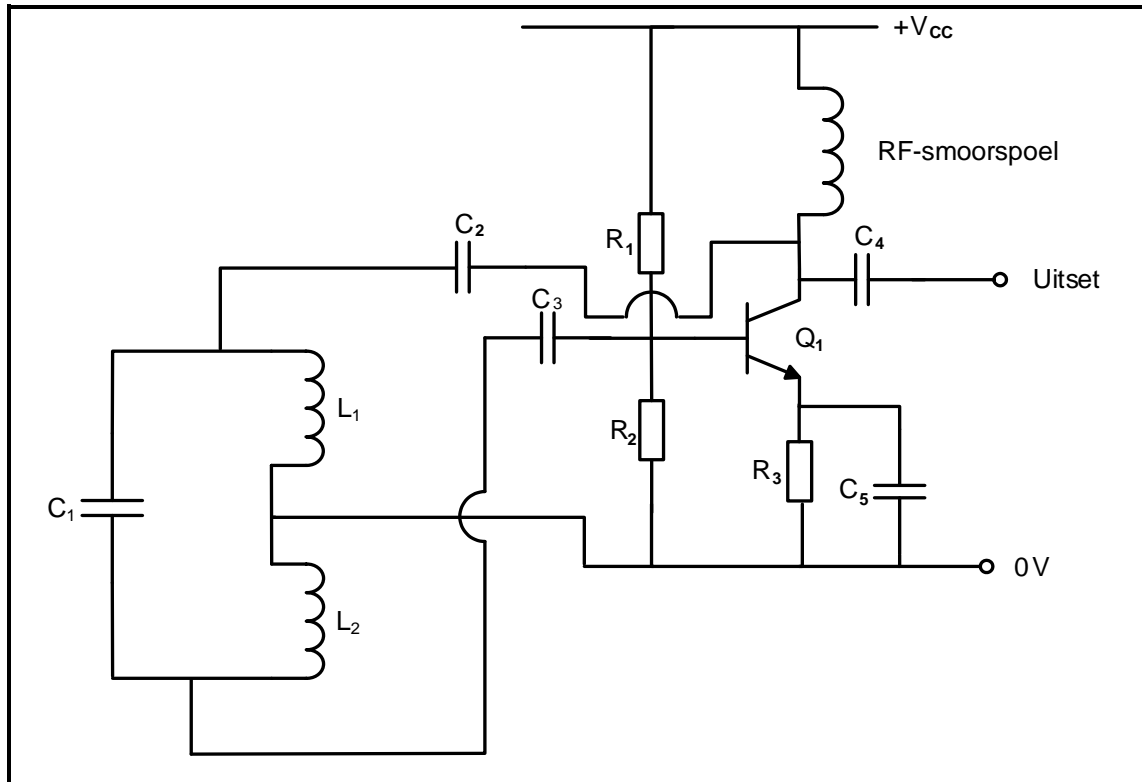 +Vcc
RF-smoorspoel
C2
R1
C4
Uitset
C3
Q1
L1
R2
R3
C5
C1
0V
L2